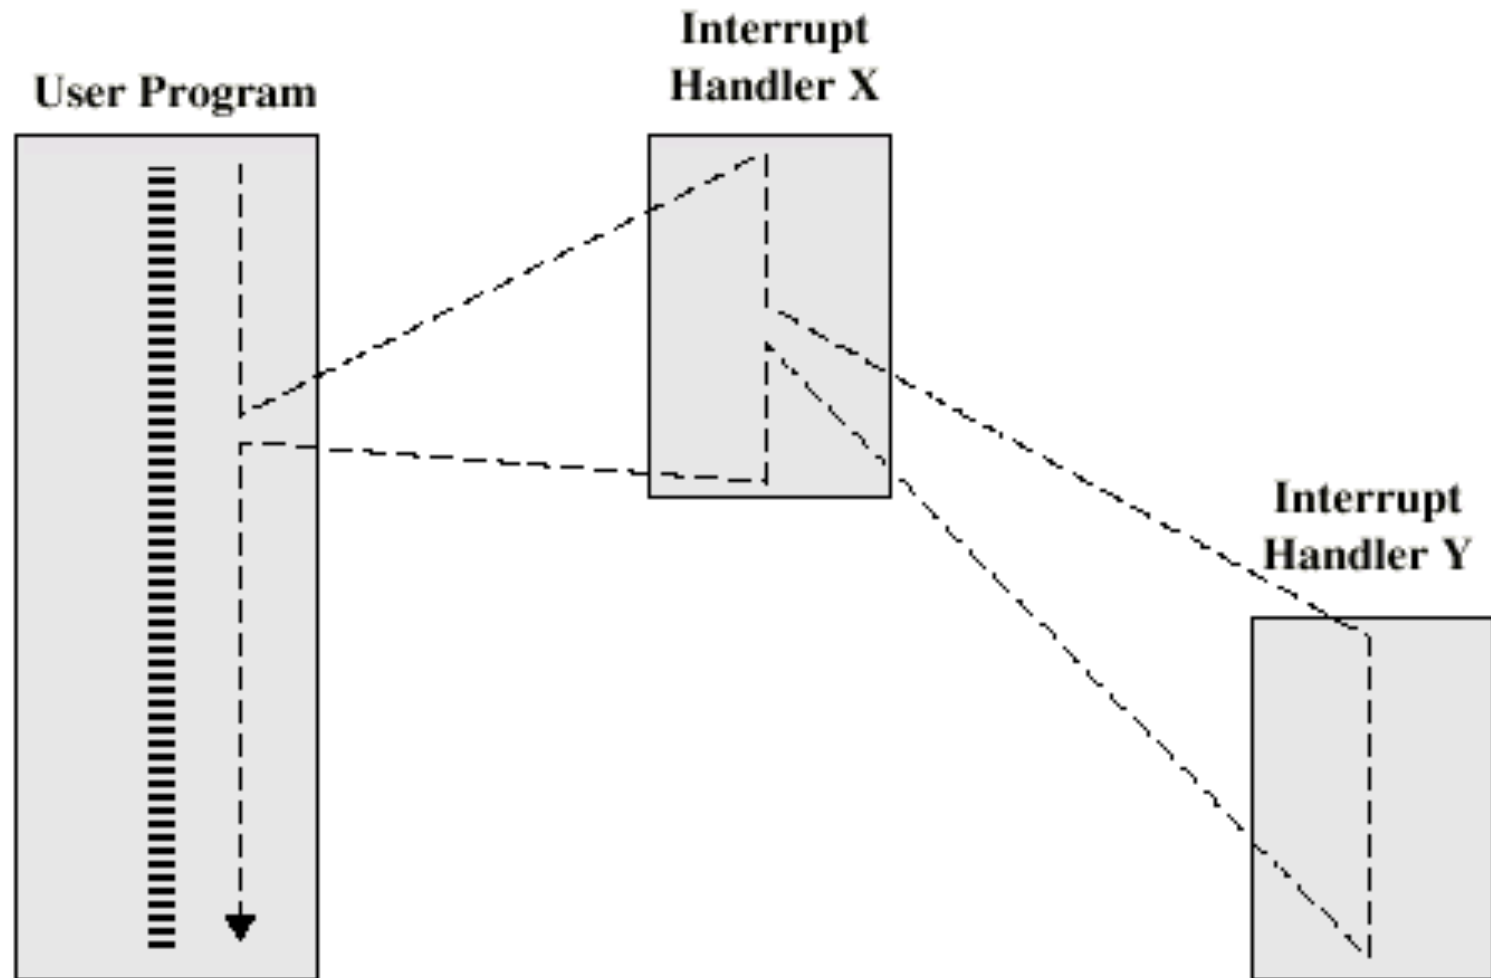 User Program
Interrupt
Handler X
Interrupt
Handler Y